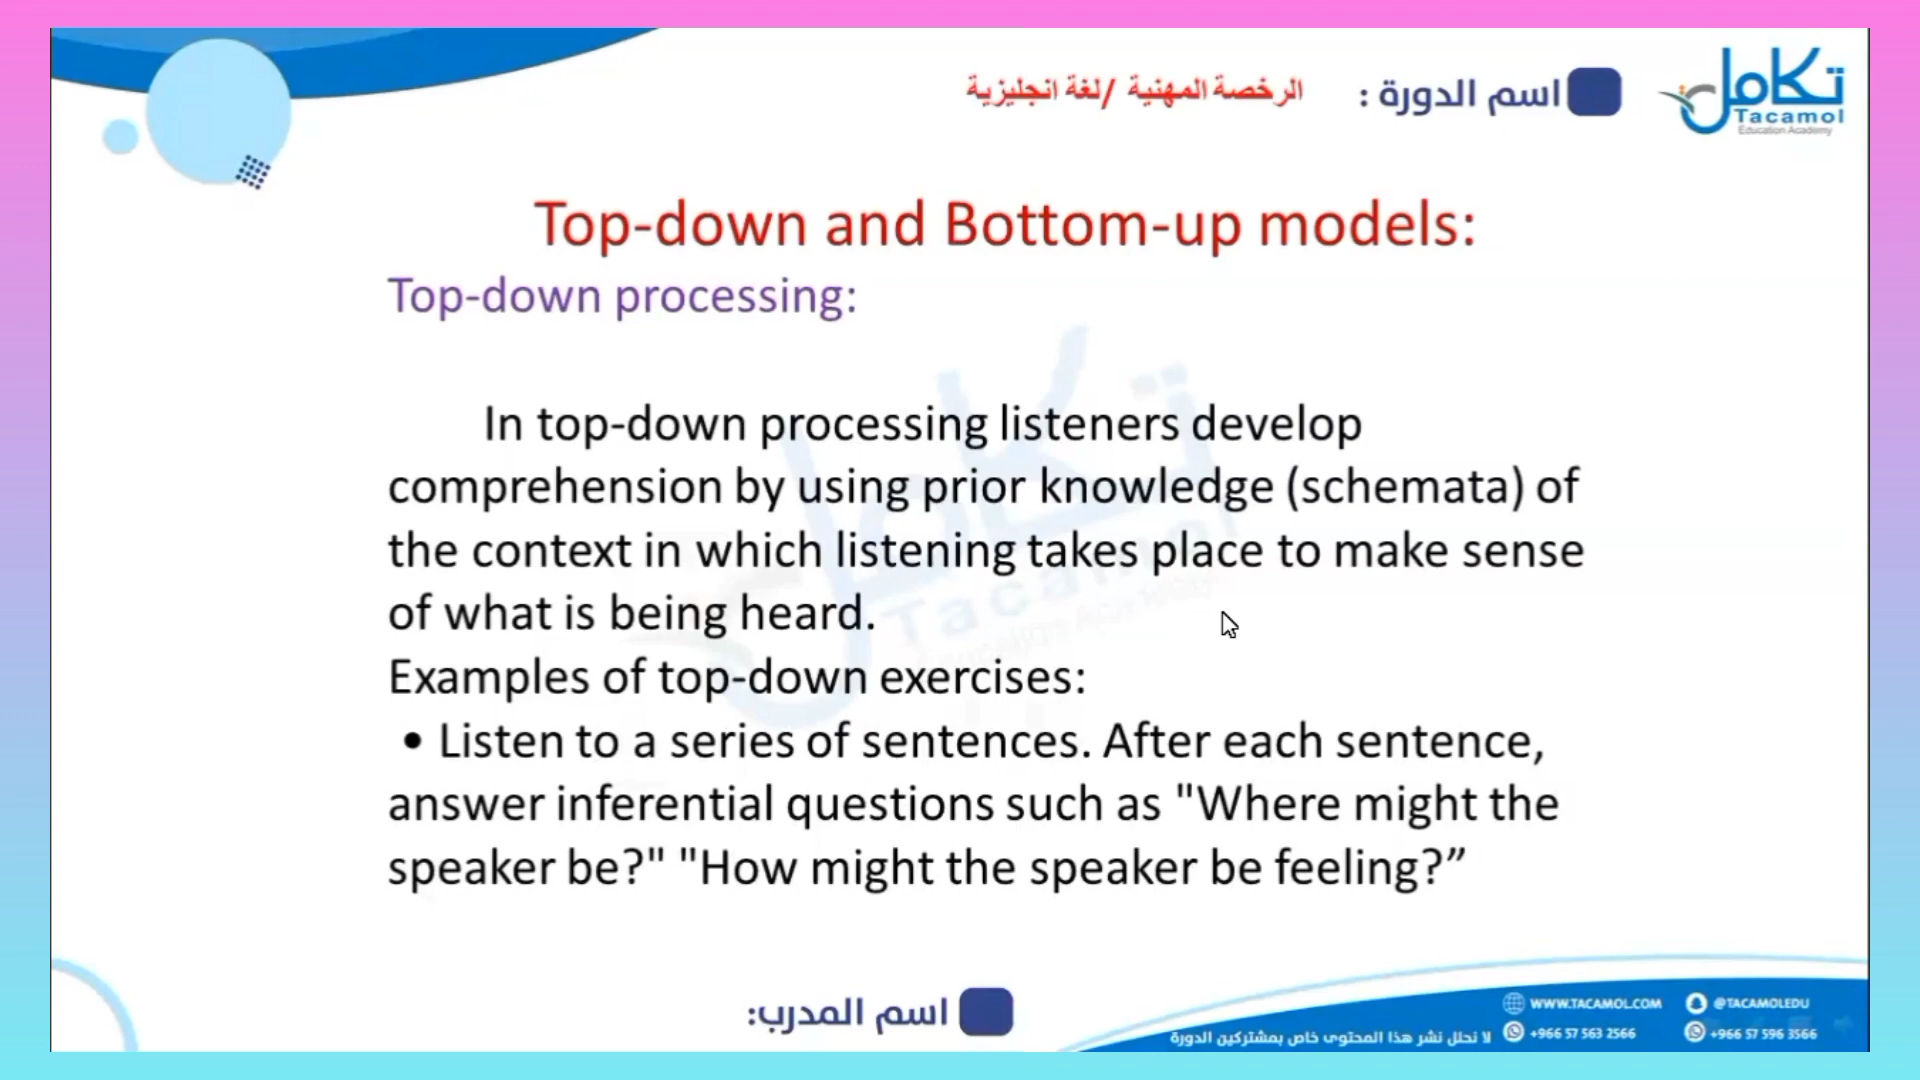 اسم الدورة : الرخصة المهنية /لغة انجليزية
تكامل
Tacamol
Education Academy
Top-down and Bottom-up models:
Top-down processing:
In top-down processing listeners develop
comprehension by using prior knowledge (schemata) of
the context in which listening takes place to make sense
of what is being heard.
Examples of top-down exercises:
• Listen to a series of sentences. After each sentence,
answer inferential questions such as "Where might the
speaker be?" "How might the speaker be feeling?”
اسم المدرب:
WWW.TACAMOL.COM @TACAMOLEDU
لا نحلل نشر هذا المحتوى خاص بمشتركين الدورة +966 57 563 2566 +966 57 596 3566